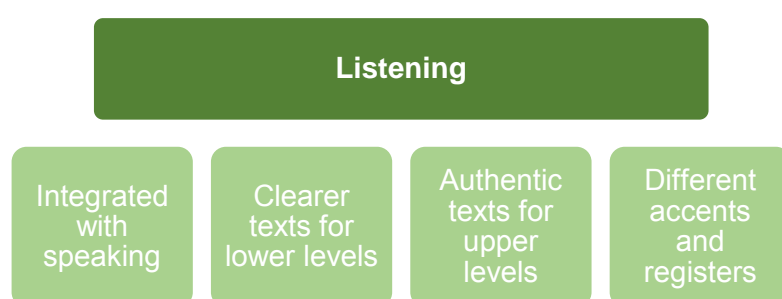 Listening
Integrated
with
speaking
Clearer
texts for
lower levels
Authentic
texts for
upper
levels
Different
accents
and
registers